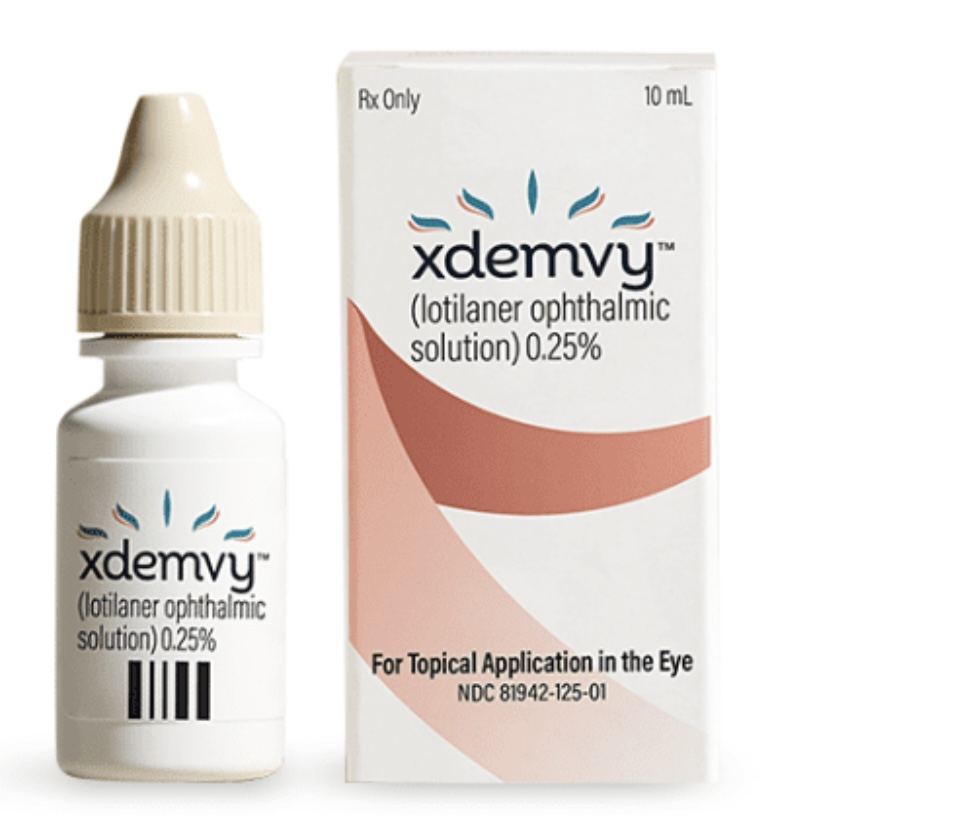 xdemvy™
(lotilaner ophthalmic
solution) 0.25%
Rx Only
10 mL
xdemvy™
(lotilaner ophthalmic
solution) 0.25%
For Topical Application in the Eye
NDC 81942-125-01